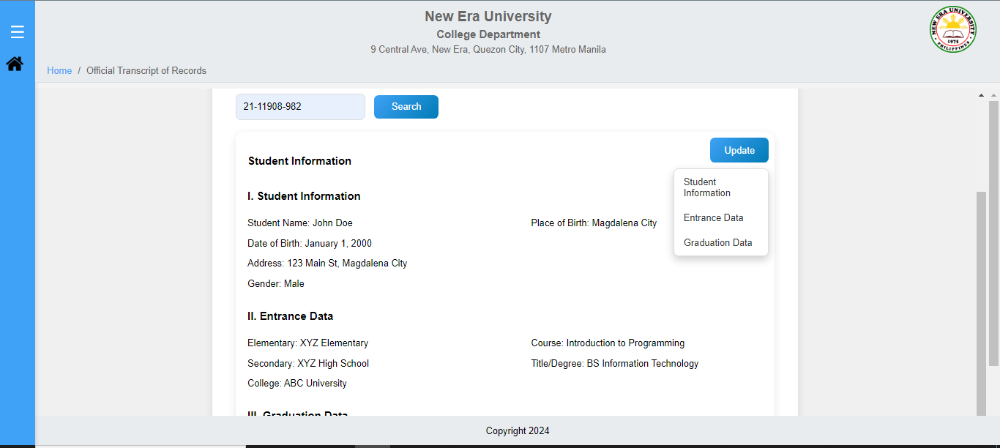 New Era University
College Department
9 Central Ave, New Era, Quezon City, 1107 Metro Manila
NEW ERA UNIVERSITY
1975
PHILIPPINES
Home / Official Transcript of Records
21-11908-982
Search
Update
Student Information
Student
Information
Entrance Data
Graduation Data
I. Student Information
Student Name: John Doe
Place of Birth: Magdalena City
Date of Birth: January 1, 2000
Address: 123 Main St, Magdalena City
Gender: Male
II. Entrance Data
Elementary: XYZ Elementary
Course: Introduction to Programming
Secondary: XYZ High School
Title/Degree: BS Information Technology
College: ABC University
III. Graduation Data
Copyright 2024